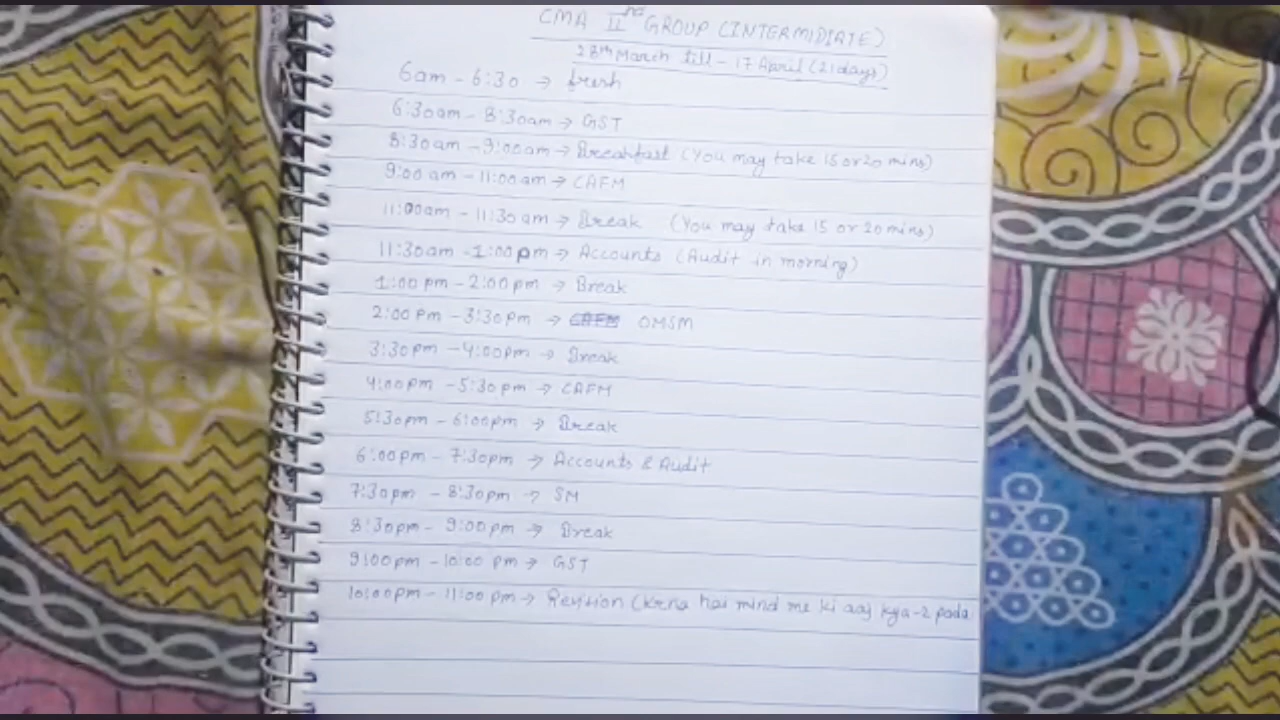 CMA IInd GROUP (INTERMIDIATE)
28th March till - 17 April (21 days)
6am - 6:30 → fresh
6:30am - 8:30am → GST
8:30am - 9:00am → Breakfast (You may take 15 or 20 mins)
9:00 am - 11:00am → CAFM
11:00am - 11:30 am → Break (You may take 15 or 20 mins)
11:30am - 1:00pm → Accounts (Audit in morning)
1:00 pm - 2:00 pm → Break
2:00 Pm - 3:30 Pm → CAFM OMSM
3:30 pm - 4:00 pm → Break
4:00 pm - 5:30 pm → CAFM
5:30pm - 6:00pm → Break
6:00 pm - 7:30pm → Accounts & Audit
7:30pm - 8:30pm → SM
8:30pm - 9:00pm → Break
9:00pm - 10:00 pm → GST
10:00pm - 11:00 pm → Revision (Krna hai mind me ki aaj kya-2 pada